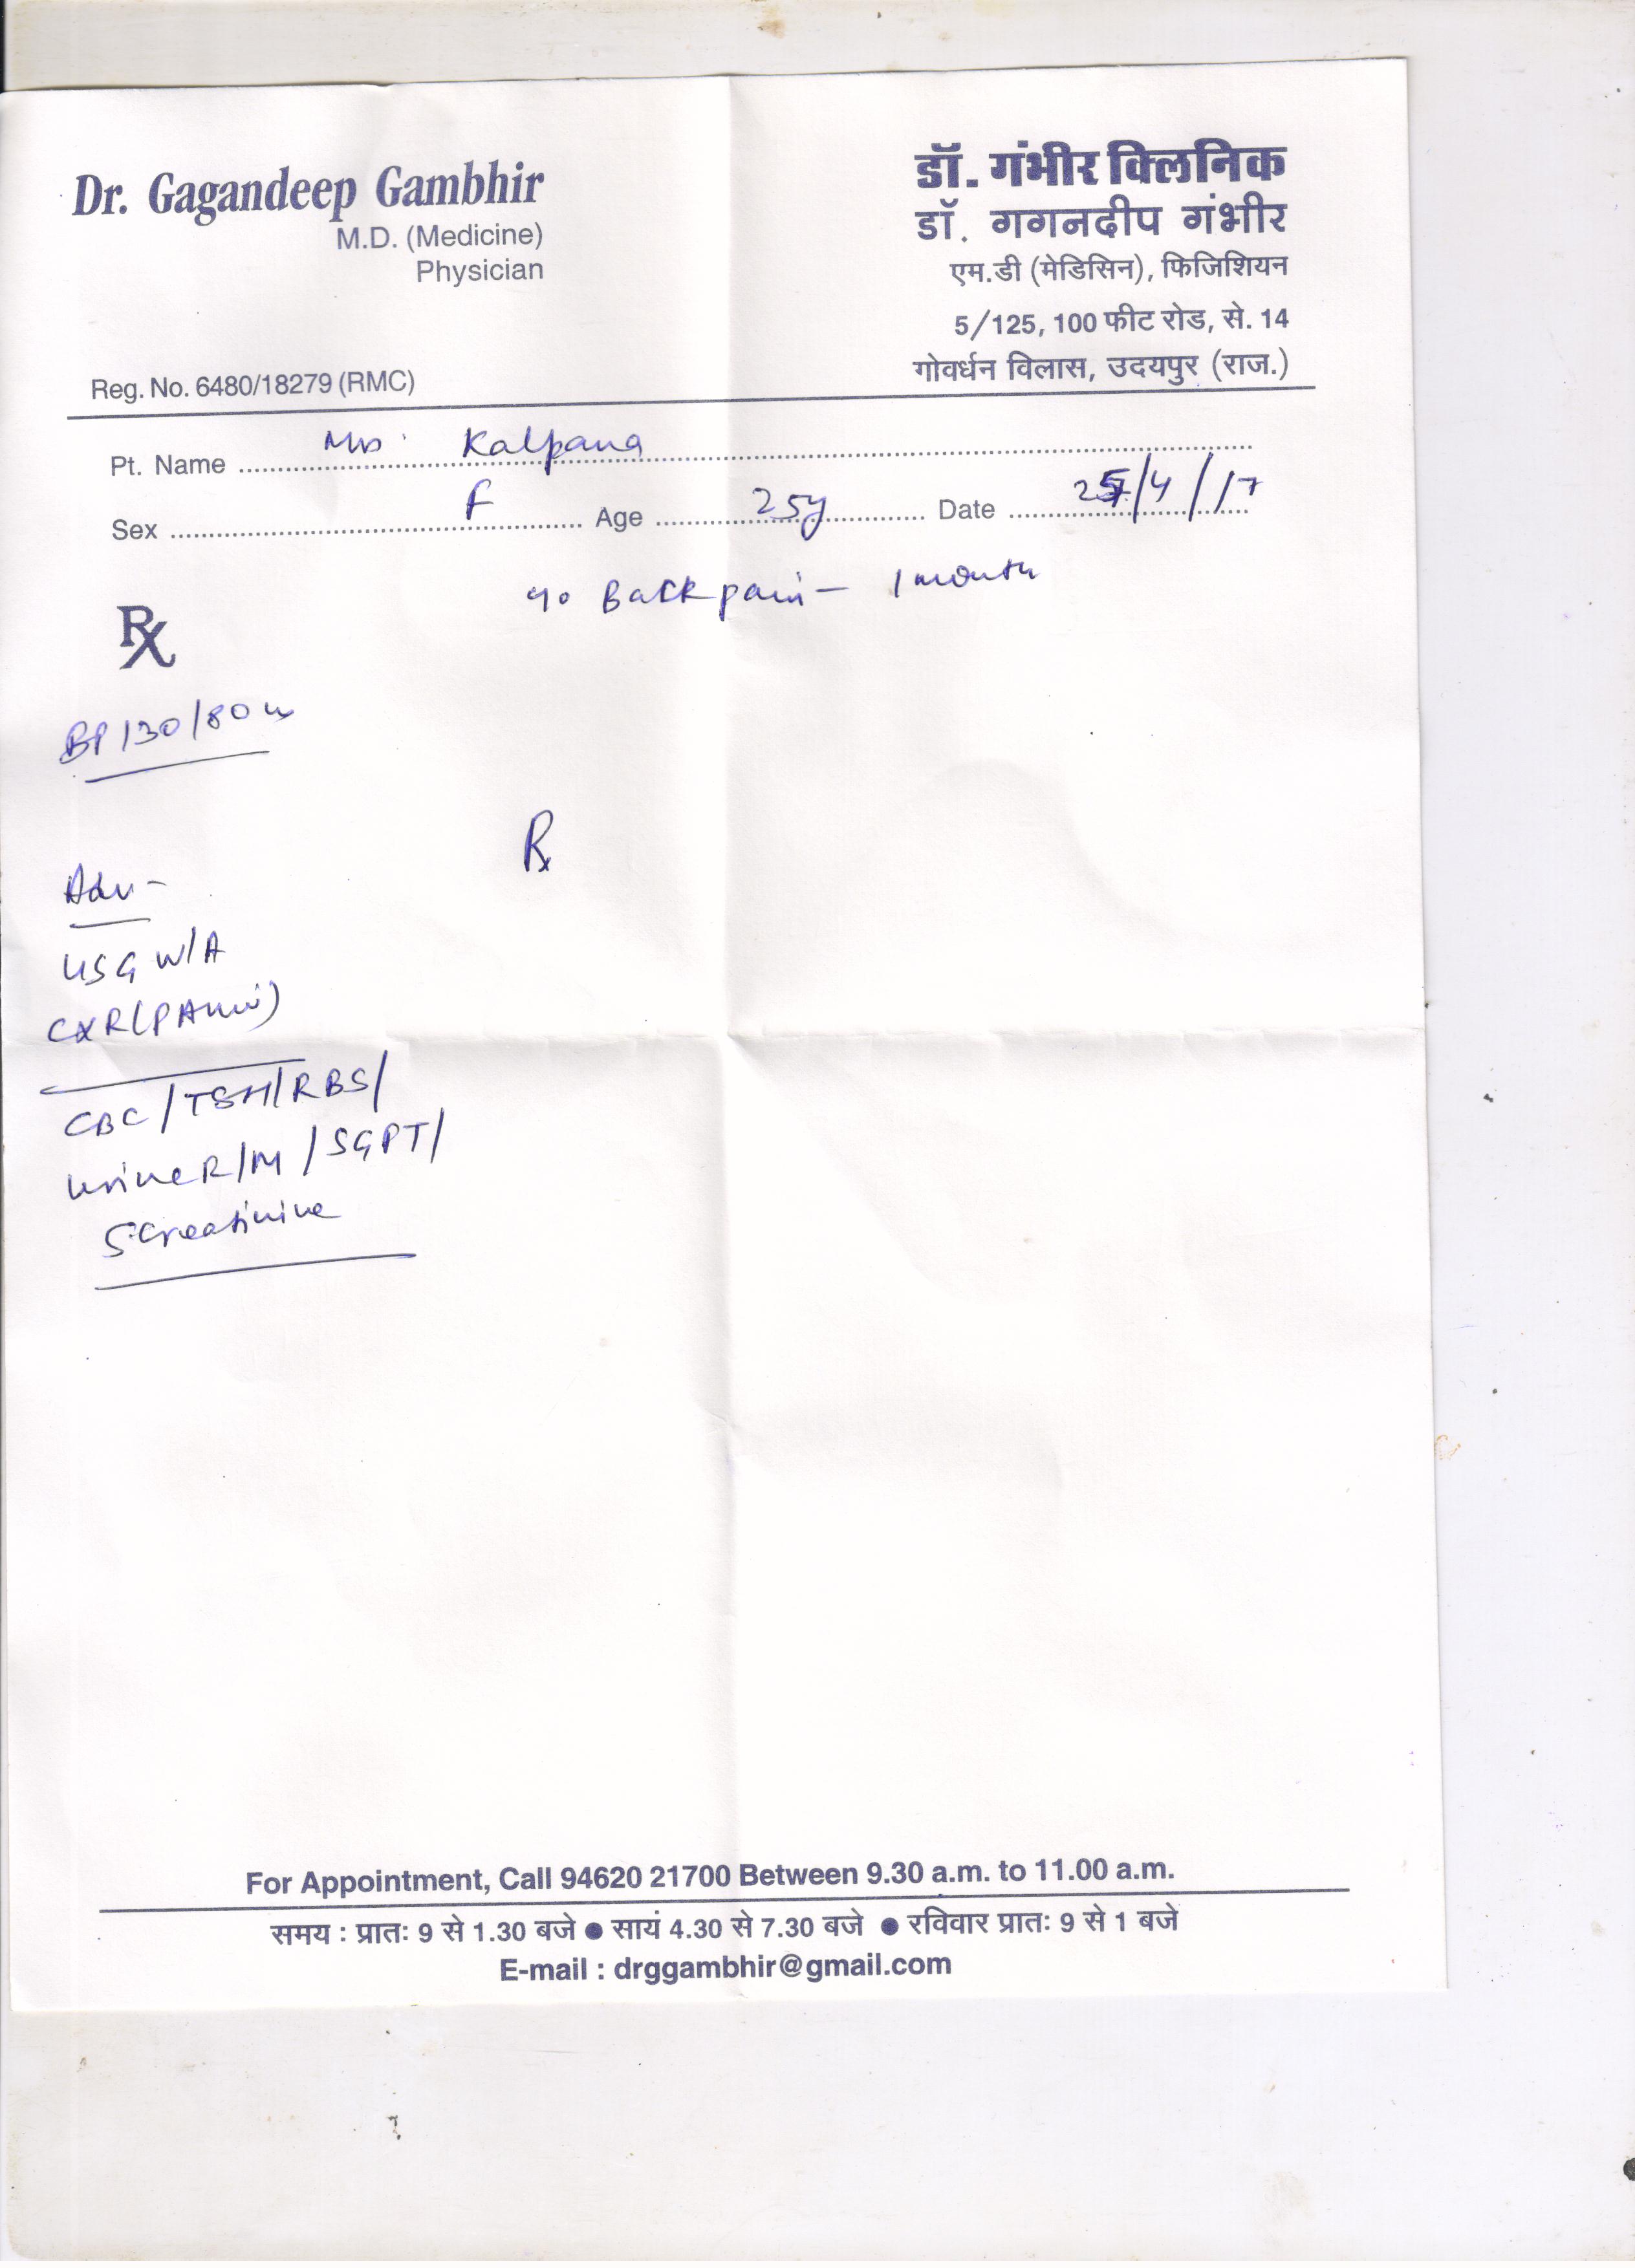 Dr. Gagandeep Gambhir
M.D. (Medicine)
Physician
Reg. No. 6480/18279 (RMC)
डॉ. गंभीर क्लिनिक
डॉ. गगनदीप गंभीर
एम.डी (मेडिसिन), फिजिशियन
5/125, 100 फीट रोड, से. 14
गोवर्धन विलास, उदयपुर (राज.)
Pt. Name Mrs. Kalpana
Sex F Age 25y Date 25/4/17
c/o Back pain - 1 month
Rx
BP 130/80
Rx
Adv -
USG W/A
CXR (PA view)
CBC / TSH / RBS /
Urine R/M / SGPT /
S. Creatinine
For Appointment, Call 94620 21700 Between 9.30 a.m. to 11.00 a.m.
समय : प्रातः 9 से 1.30 बजे ● सायं 4.30 से 7.30 बजे ● रविवार प्रातः 9 से 1 बजे
E-mail : drggambhir@gmail.com